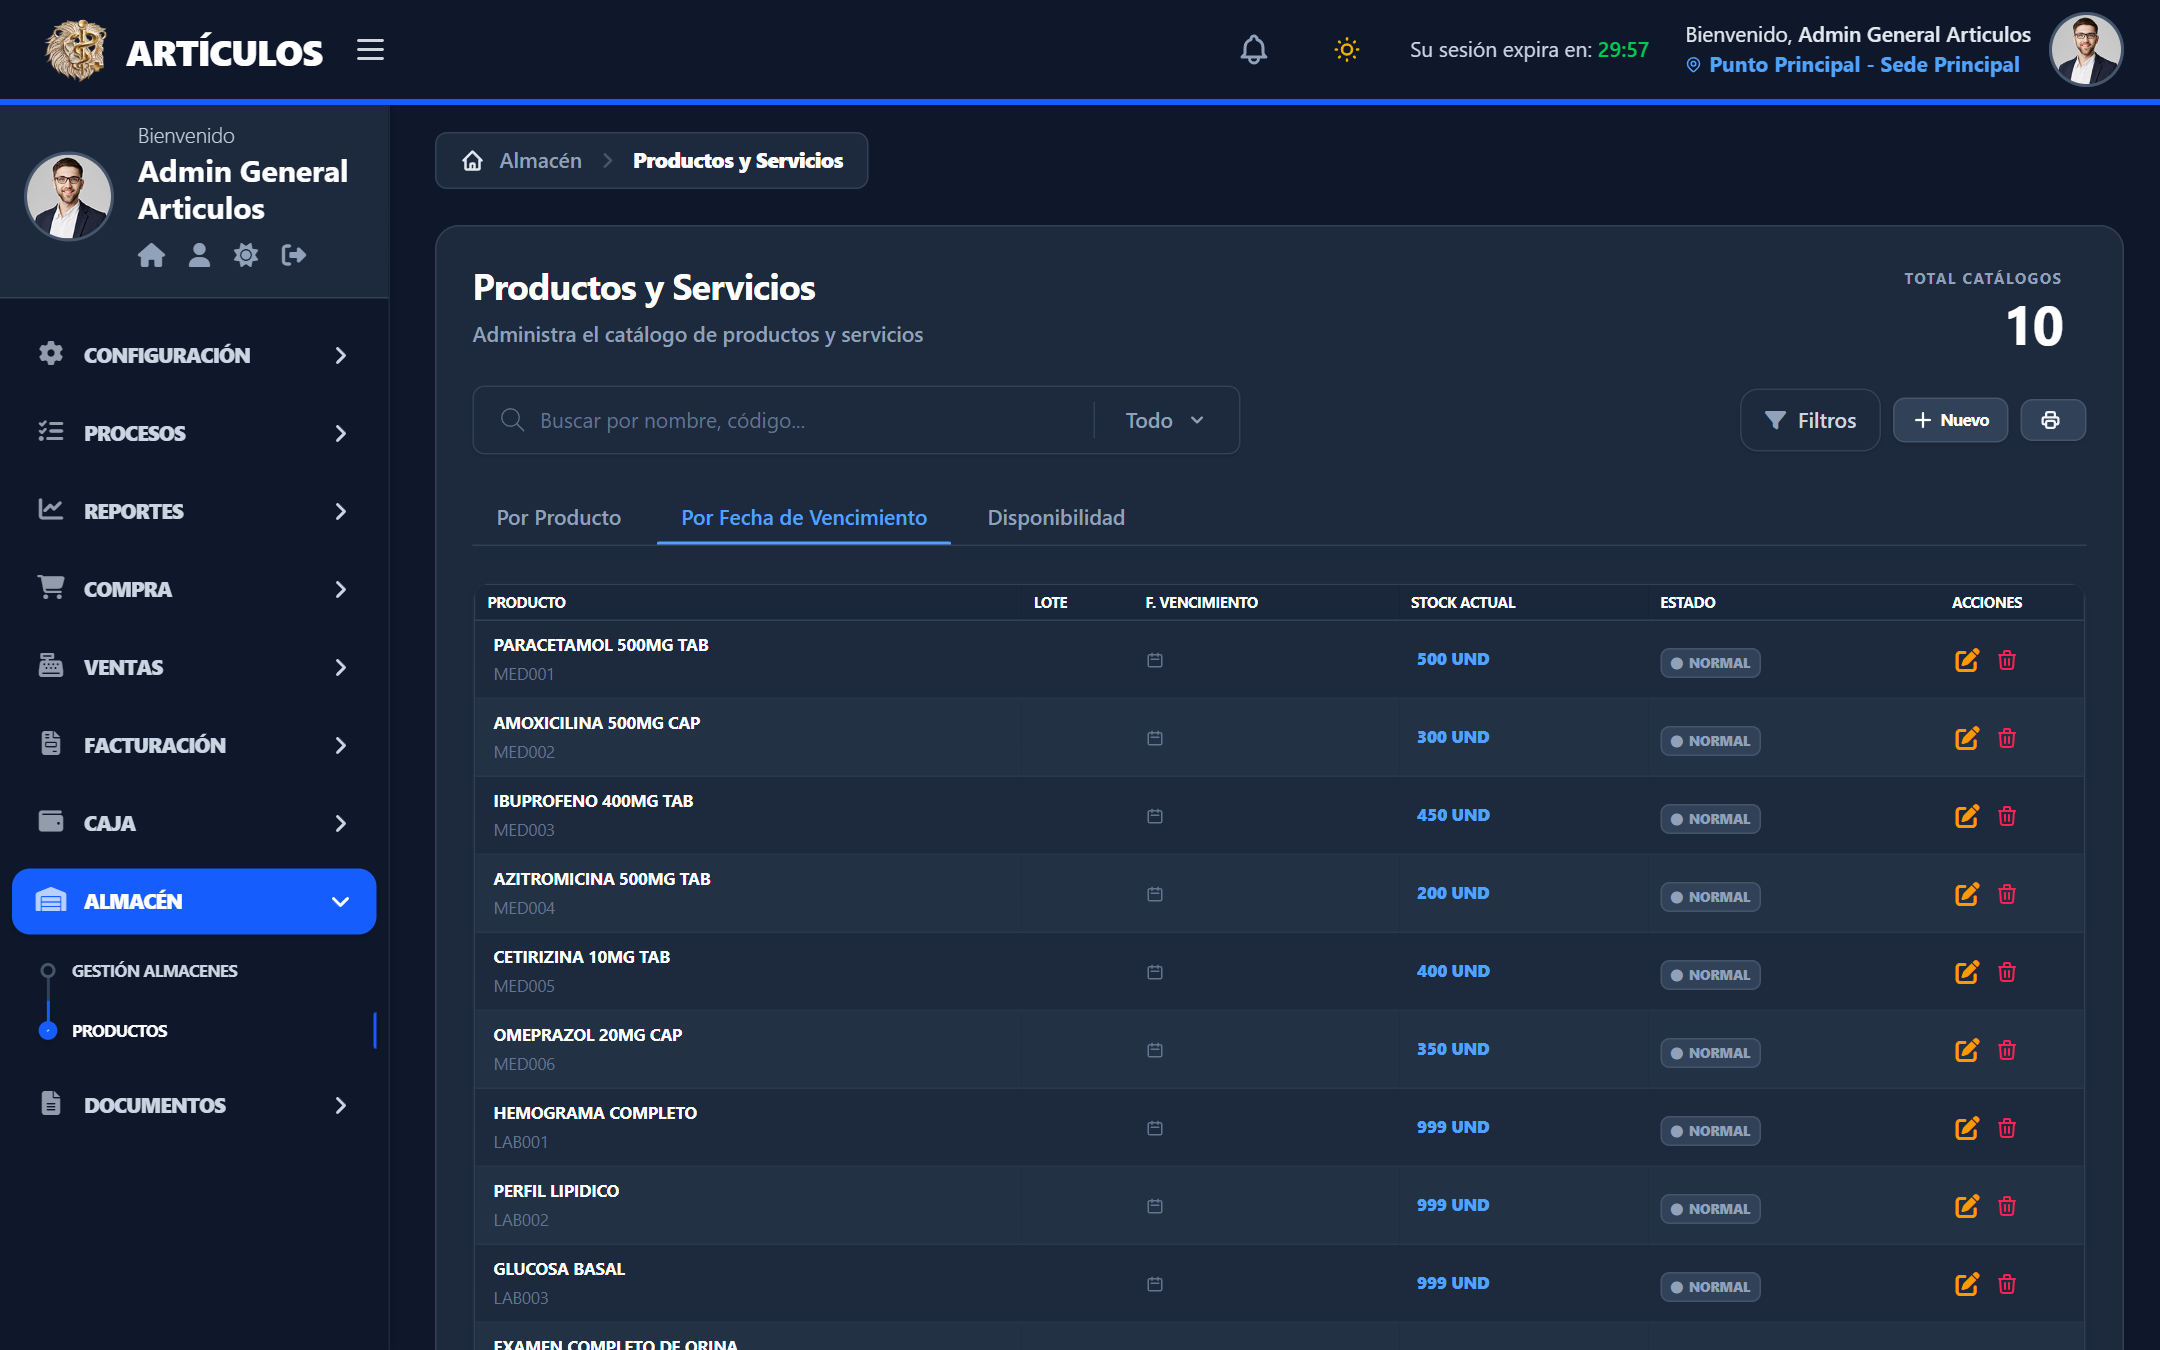 ARTÍCULOS
Su sesión expira en: 29:57
Bienvenido, Admin General Articulos
Punto Principal - Sede Principal
Bienvenido
Admin General
Articulos
CONFIGURACIÓN
PROCESOS
REPORTES
COMPRA
VENTAS
FACTURACIÓN
CAJA
ALMACÉN
GESTIÓN ALMACENES
PRODUCTOS
DOCUMENTOS
Almacén
Productos y Servicios
Productos y Servicios
Administra el catálogo de productos y servicios
TOTAL CATÁLOGOS
10
Buscar por nombre, código...
Todo
Filtros
Nuevo
Por Producto
Por Fecha de Vencimiento
Disponibilidad
PRODUCTO LOTE F. VENCIMIENTO STOCK ACTUAL ESTADO ACCIONES
PARACETAMOL 500MG TAB
MED001
500 UND
NORMAL
AMOXICILINA 500MG CAP
MED002
300 UND
NORMAL
IBUPROFENO 400MG TAB
MED003
450 UND
NORMAL
AZITROMICINA 500MG TAB
MED004
200 UND
NORMAL
CETIRIZINA 10MG TAB
MED005
400 UND
NORMAL
OMEPRAZOL 20MG CAP
MED006
350 UND
NORMAL
HEMOGRAMA COMPLETO
LAB001
999 UND
NORMAL
PERFIL LIPIDICO
LAB002
999 UND
NORMAL
GLUCOSA BASAL
LAB003
999 UND
NORMAL
EXAMEN COMPLETO DE ORINA